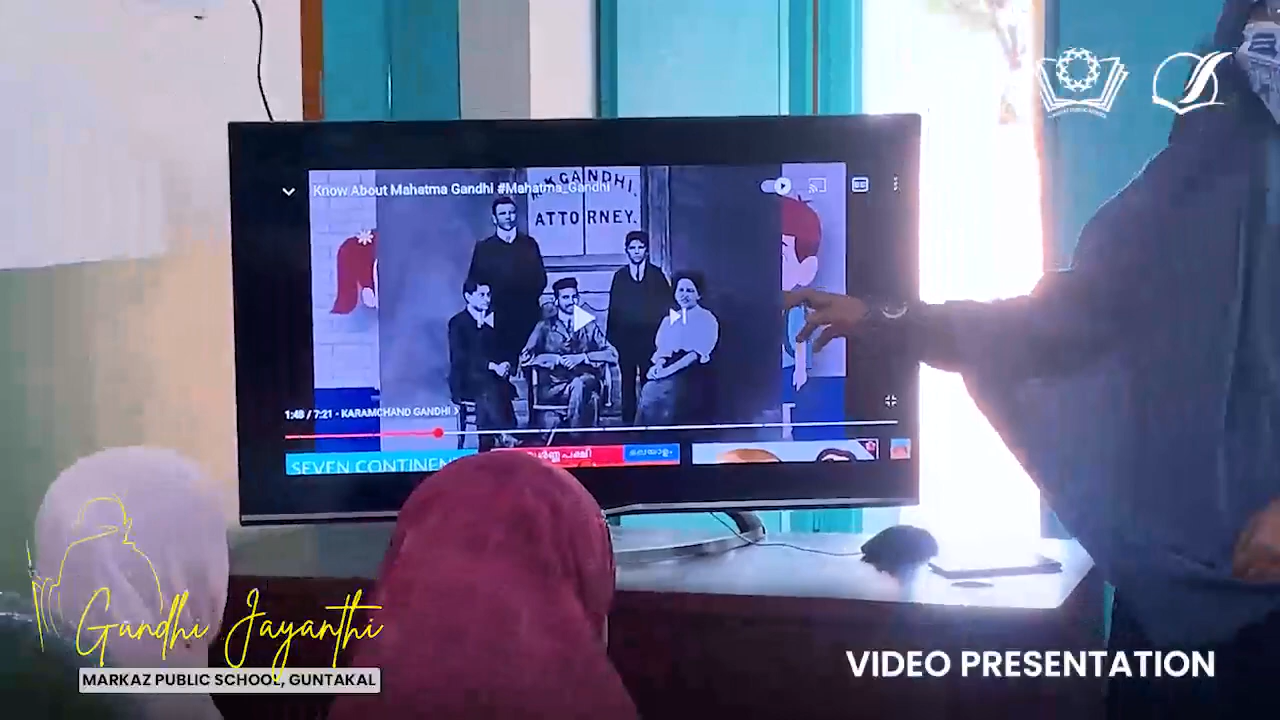 Know About Mahatma Gandhi #Mahatma_Gandhi
M.K. GANDHI,
ATTORNEY.
1:48 / 7:21 · KARAMCHAND GANDHI
SEVEN CONTINEN
മലയാളം
Gandhi Jayanthi
MARKAZ PUBLIC SCHOOL, GUNTAKAL
VIDEO PRESENTATION